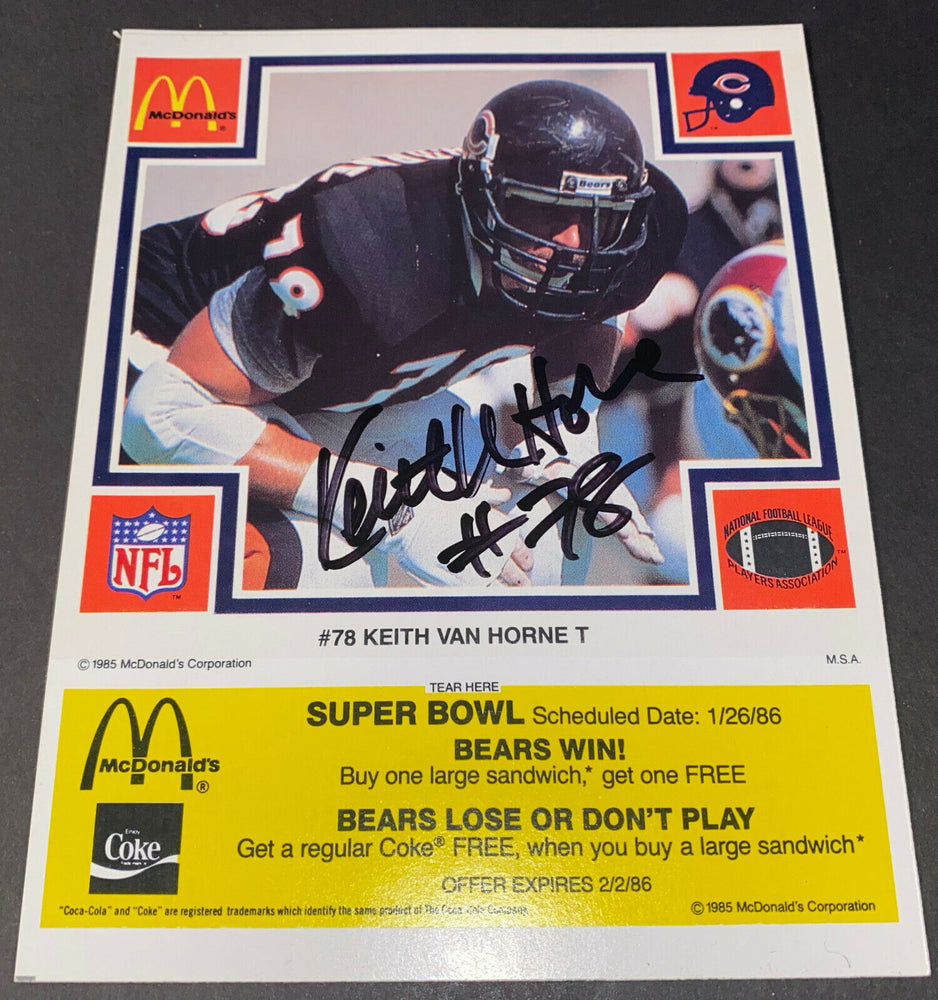 McDonald's®
C
Bears
78
Keith V Horne
#78
NFL
™
NATIONAL FOOTBALL LEAGUE
PLAYERS ASSOCIATION™
#78 KEITH VAN HORNE T
© 1985 McDonald's Corporation
M.S.A.
TEAR HERE
McDonald's®
SUPER BOWL Scheduled Date: 1/26/86
BEARS WIN!
Buy one large sandwich,* get one FREE
Enjoy
Coke
BEARS LOSE OR DON'T PLAY
Get a regular Coke® FREE, when you buy a large sandwich*
OFFER EXPIRES 2/2/86
"Coca-Cola" and "Coke" are registered trademarks which identify the same product of The Coca-Cola Company.
© 1985 McDonald's Corporation